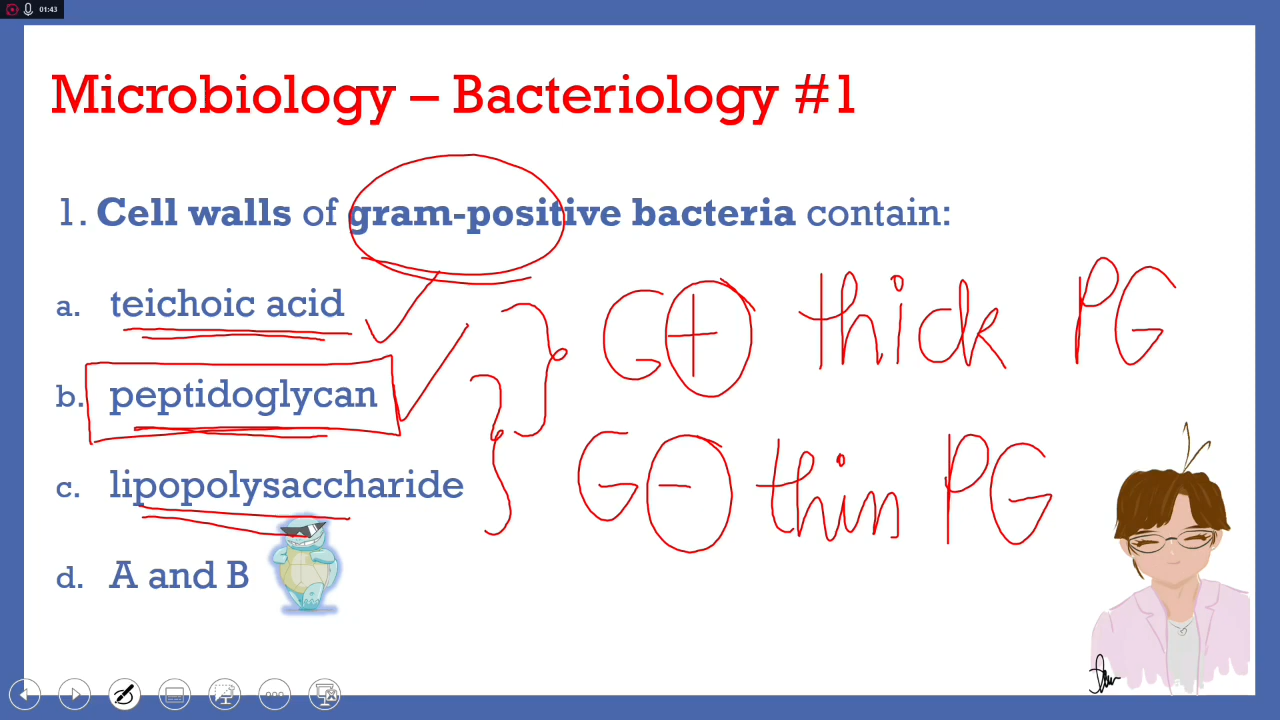 01:43
Microbiology – Bacteriology #1
1. Cell walls of gram-positive bacteria contain:
a. teichoic acid
b. peptidoglycan
c. lipopolysaccharide
d. A and B
G+ thick PG
G- thin PG